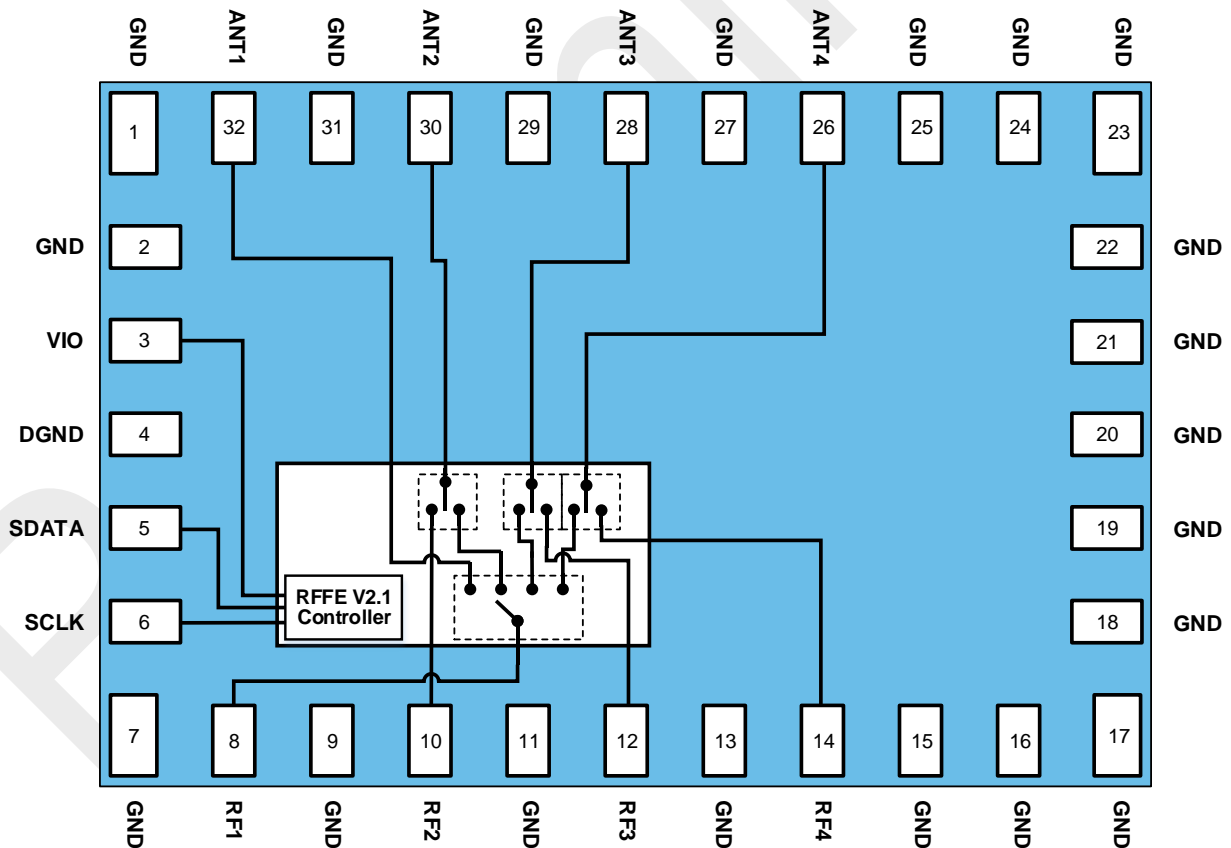 GND ANT1 GND ANT2 GND ANT3 GND ANT4 GND GND GND
1 32 31 30 29 28 27 26 25 24 23
GND 2 22 GND
VIO 3 21 GND
DGND 4 20 GND
SDATA 5 19 GND
RFFE V2.1
Controller
SCLK 6 18 GND
7 8 9 10 11 12 13 14 15 16 17
GND RF1 GND RF2 GND RF3 GND RF4 GND GND GND